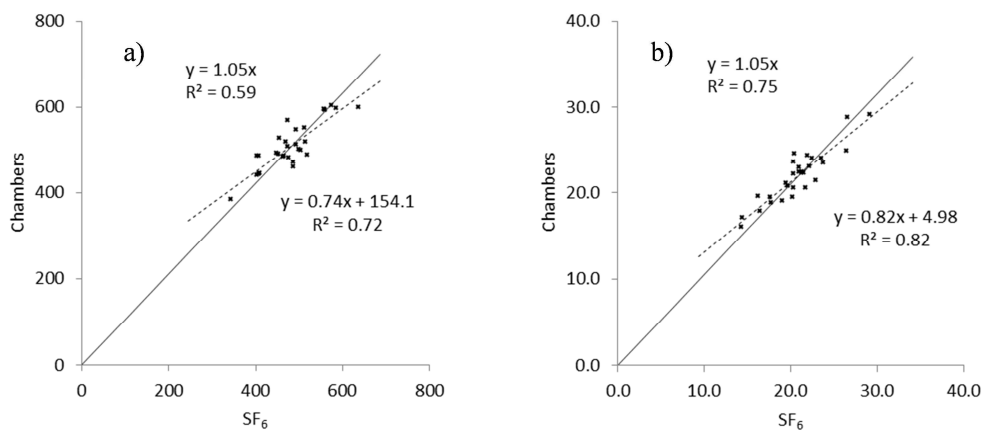 a)
y = 1.05x
R² = 0.59
y = 0.74x + 154.1
R² = 0.72
Chambers
800
600
400
200
0
0 200 400 600 800
SF₆
b)
y = 1.05x
R² = 0.75
y = 0.82x + 4.98
R² = 0.82
Chambers
40.0
30.0
20.0
10.0
0.0
0.0 10.0 20.0 30.0 40.0
SF₆